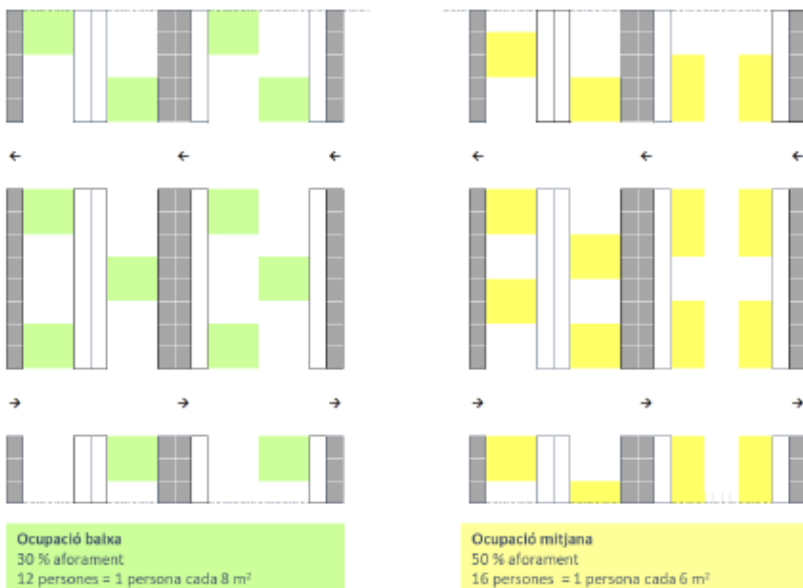 Ocupació baixa
30 % aforament
12 persones = 1 persona cada 8 m²
Ocupació mitjana
50 % aforament
16 persones = 1 persona cada 6 m²